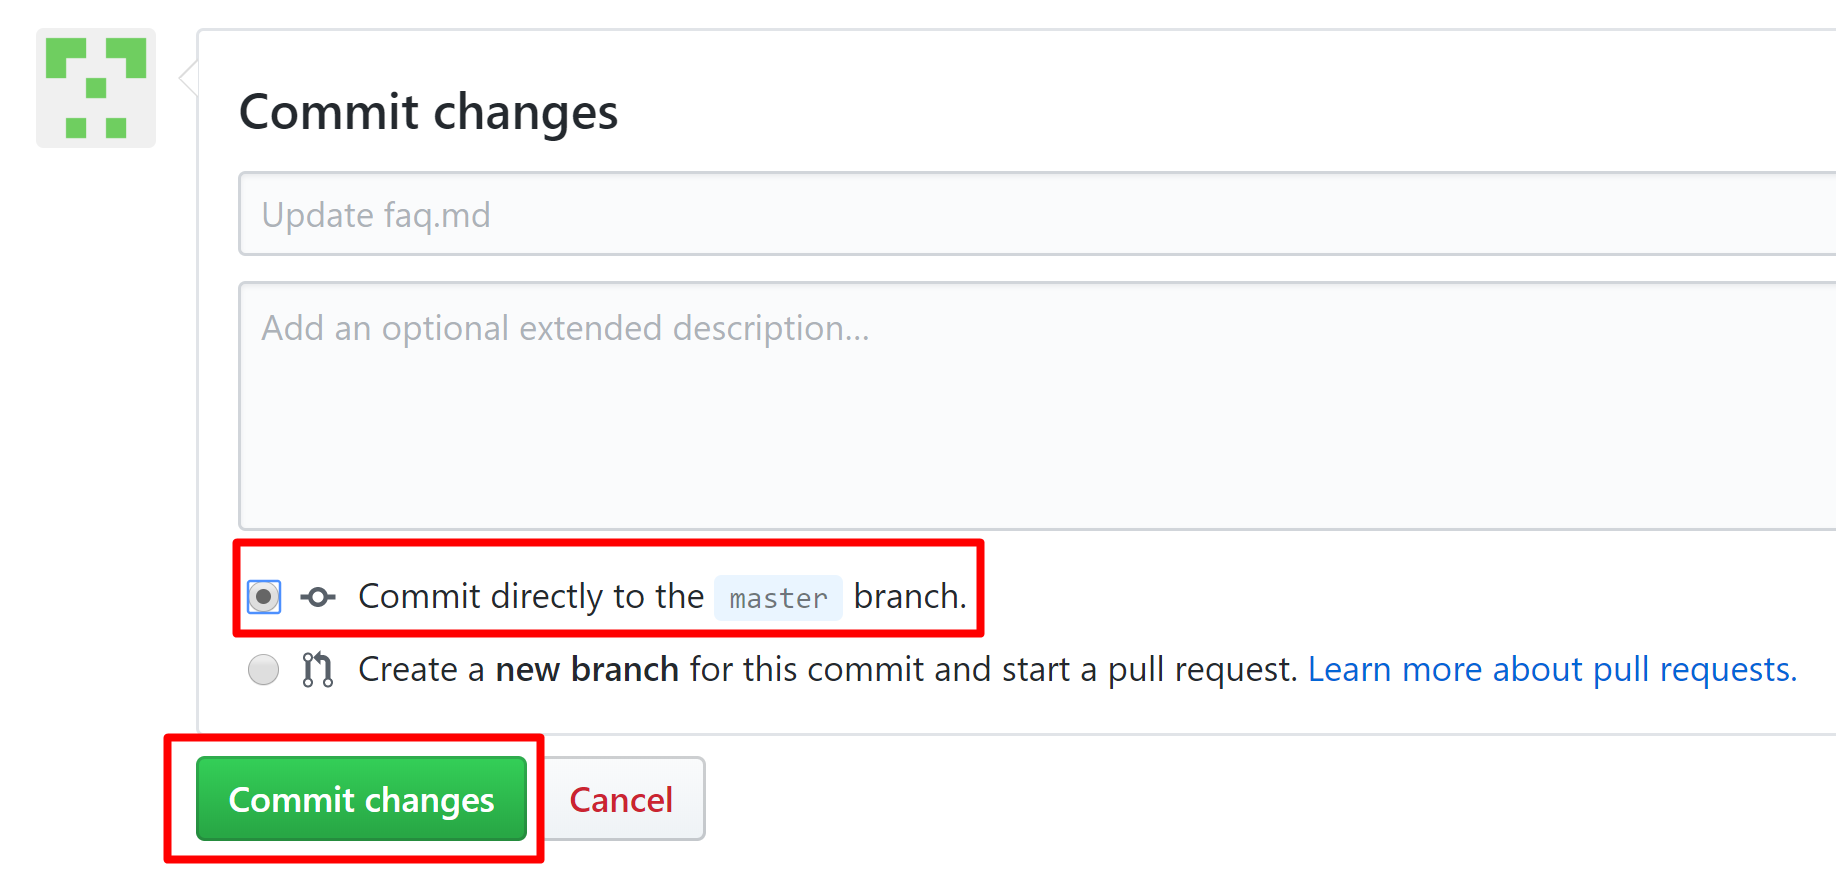 Commit changes
Update faq.md
Add an optional extended description...
Commit directly to the master branch.
Create a new branch for this commit and start a pull request. Learn more about pull requests.
Commit changes Cancel